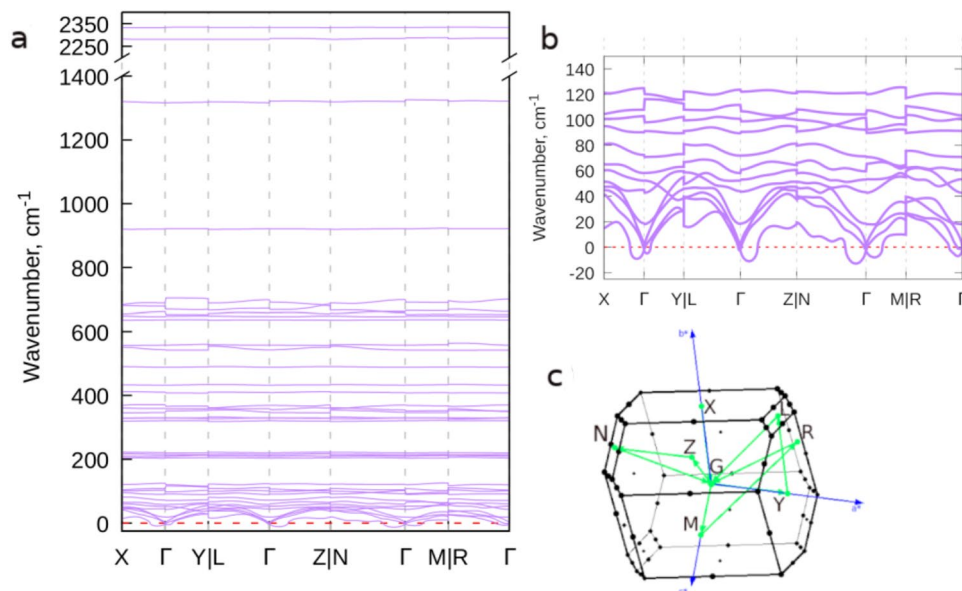 a
2350
2250
1400
1200
1000
800
600
400
200
0
Wavenumber, cm-1
X Γ Y|L Γ Z|N Γ M|R Γ
b
140
120
100
80
60
40
20
0
-20
Wavenumber, cm-1
X Γ Y|L Γ Z|N Γ M|R Γ
c
b*
X
L
N
R
Z
G
Y
a*
M